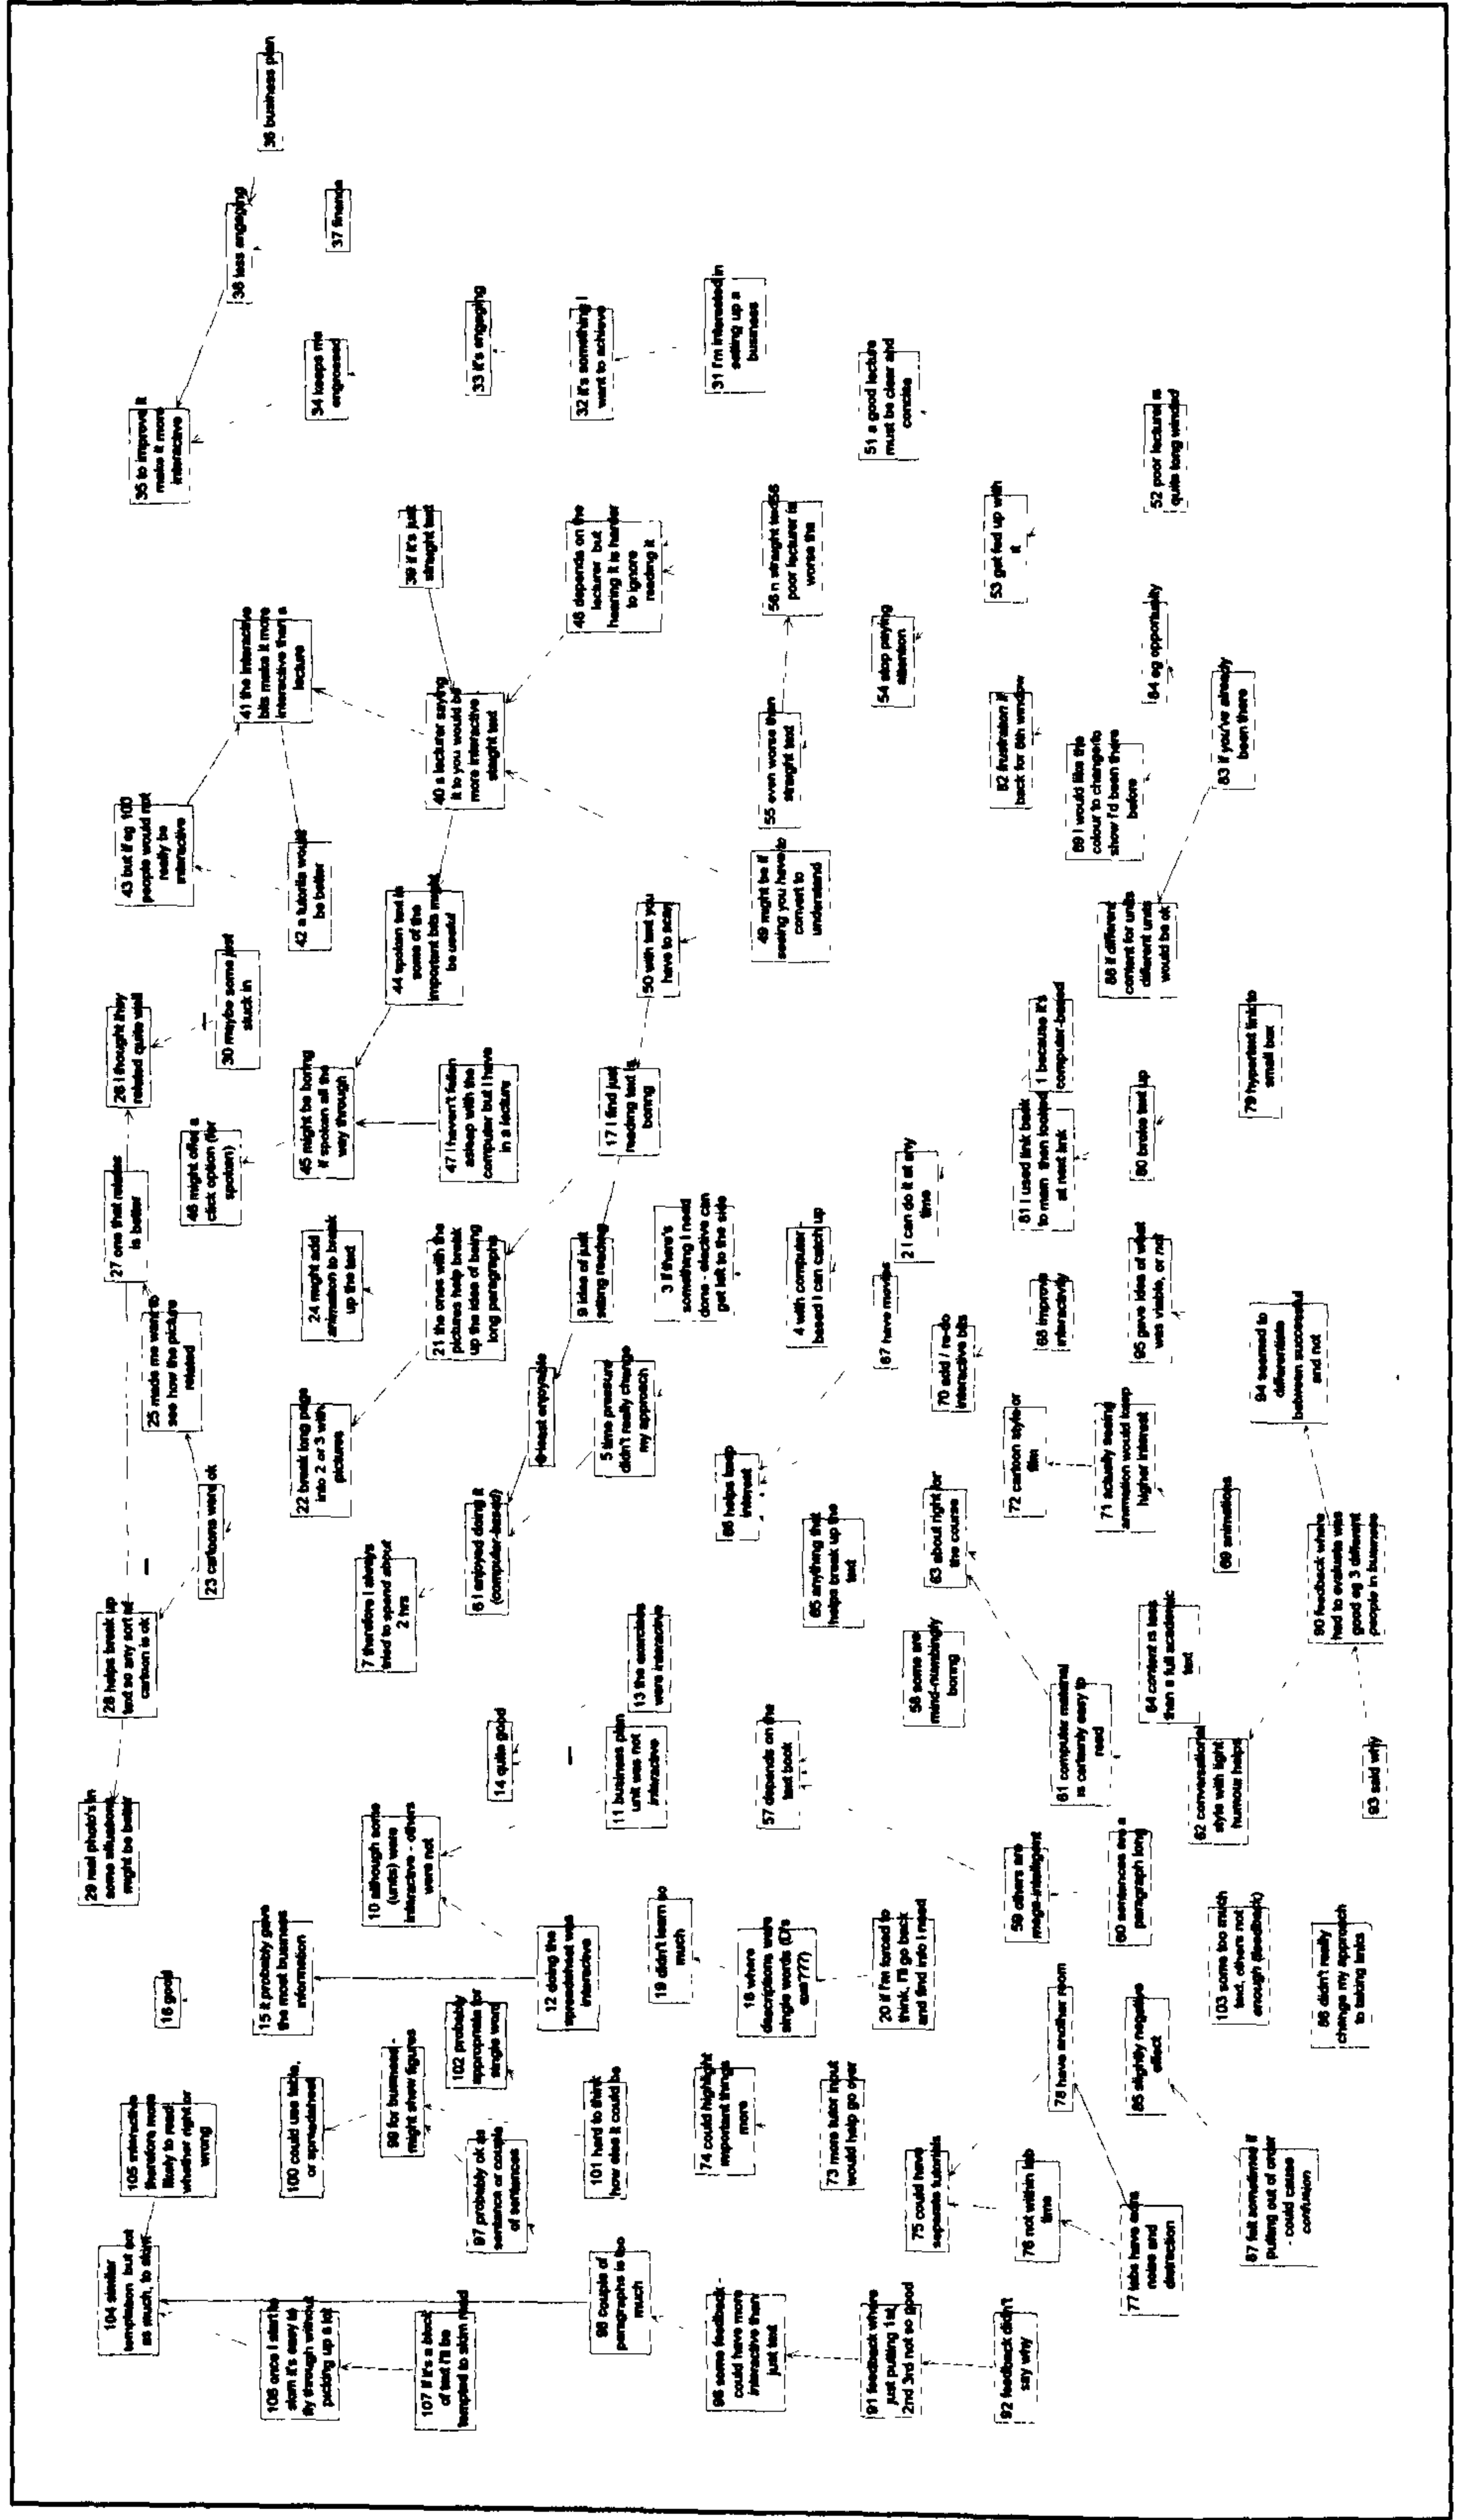 104 similar
temptation but not
as much, to skim
105 interactive
therefore more
likely to read
whether right or
wrong
16 good
29 real photo's in
some situations
might be better
28 helps break up
text so any sort of
cartoon is ok
23 cartoons were ok
25 made me want to
see how the picture
related
27 one that relates
is better
26 I thought they
related quite well
46 might offer a
click option (for
spoken)
30 maybe some just
stuck in
43 but if eg 100
people would not
really be
interactive
35 to improve it
make it more
interactive
38 less engaging
36 business plan
once I start to
skim it's easy to
fly through without
picking up a lot
100 could use table,
or spreadsheet
15 it probably gave
the most business
information
22 break long page
into 2 or 3 with
pictures
24 might add
animation to break
up the text
45 might be boring
if spoken all the
way through
42 a tutorila would
be better
41 the interactive
bits make it more
interactive than a
lecture
34 keeps me
engrossed
37 finance
107 if it's a block
of text I'll be
tempted to skim read
for business -
might show figures
102 probably
appropriate for
single word
10 although some
(units) were
interactive - others
were not
7 therefore I always
tried to spend about
2 hrs
21 the ones with the
pictures help break
up the idea of being
long paragraphs
47 I haven't fallen
asleep with the
computer but I have
in a lecture
44 spoken text is
some of the
important bits might
be useful
40 a lecturer saying
it to you would be
more interactive
staight text
39 if it's just
straight text
33 it's engaging
97 probably ok as
sentence or couple
of sentences
14 quite good
6 I enjoyed doing it
(computer-based)
least enjoyable
12 doing the
spreadsheet was
interactive
9 idea of just
sitting reading
48 depends on the
lecturer but
hearing it is harder
to ignore
reading it
32 it's something I
want to achieve
98 couple of
paragraphs is too
much
101 hard to think
how else it could be
11 business plan
unit was not
interactive
13 the exercises
were interactive
5 time pressure
didn't really change
my approach
17 I find just
reading text is
boring
19 didn't learn so
much
3 if there's
something I need
done - elective can
get left to the side
50 with text you
have to scan
96 some feedback -
could have more
interactive than
just text
74 could highlight
important things
more
18 where
descriptions were
single words
57 depends on the
text book
66 helps keep
interest
4 with computer -
based I can catch up
49 might be if
seeing you have to
convert to
understand
55 even worse than
straight text
poor lecturer is
worse tha
31 I'm interested in
setting up a
business
91 feedback where
just putting 1st
2nd 3rd not so good
73 more tutor input
would help go over
20 if I'm forced to
think, I'll go back
and find info I need
65 anything that
helps break up the
text
67 have movies
2 I can do it at any
time
54 stop paying
attention
51 a good lecture
must be clear and
concise
75 could have
separate tutorials
58 some are
mind-numbingly
boring
63 about right for
the course
70 add / re-do
interactive bits
92 feedback didn't
say why
76 not within lab
time
78 have another room
59 others are
mega-intelligent
61 computer material
is certainly easy to
read
72 cartoon style or
film
68 improve
interactivity
81 I used link back
to main then looked
at next link
1 because it's
computer-based
82 frustration if
back for 8th window
53 get fed up with
it
77 labs have extra
noise and
distraction
85 slightly negative
effect
60 sentences are a
paragraph long
64 content is less
than a full academic
text
71 actually seeing
animation would keep
higher interest
95 gave idea of what
was viable, or not
80 broke text up
if different
content for units
different units
would be ok
I would like the
colour to change to
show I'd been there
before
eg opportunity
52 poor lecturer is
quite long winded
87 felt sometimes if
pulling out of order
- could cause
confusion
103 some too much
text, others not
enough (feedback)
62 conversational
style with light
humour helps
69 animations
94 seemed to
differentiate
between successful
and not
79 hypertext link to
small box
83 if you've already
been there
didn't really
change my approach
to taking links
90 feedback where
had to evaluate was
good eg 3 different
people in business
93 said why